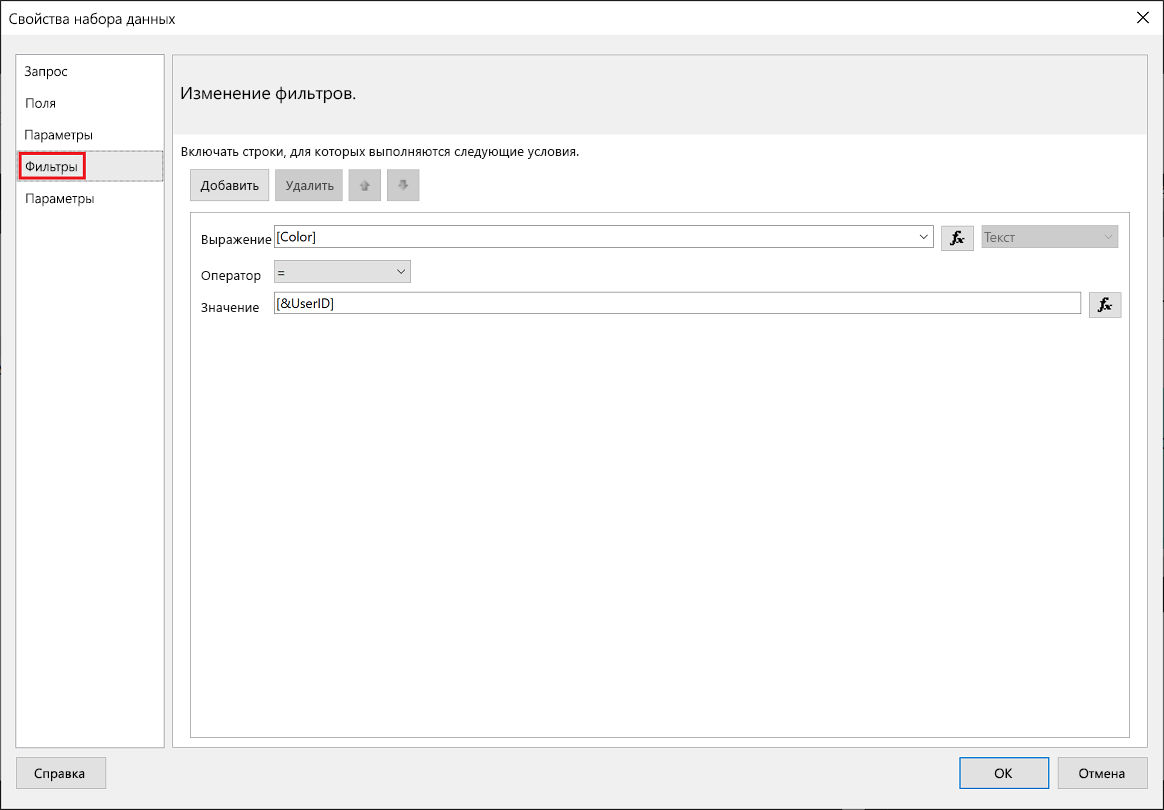 Свойства набора данных
Запрос
Поля
Параметры
Фильтры
Параметры
Изменение фильтров.
Включать строки, для которых выполняются следующие условия.
Добавить
Удалить
Выражение
[Color]
fx
Текст
Оператор
=
Значение
[&UserID]
fx
Справка
ОК
Отмена